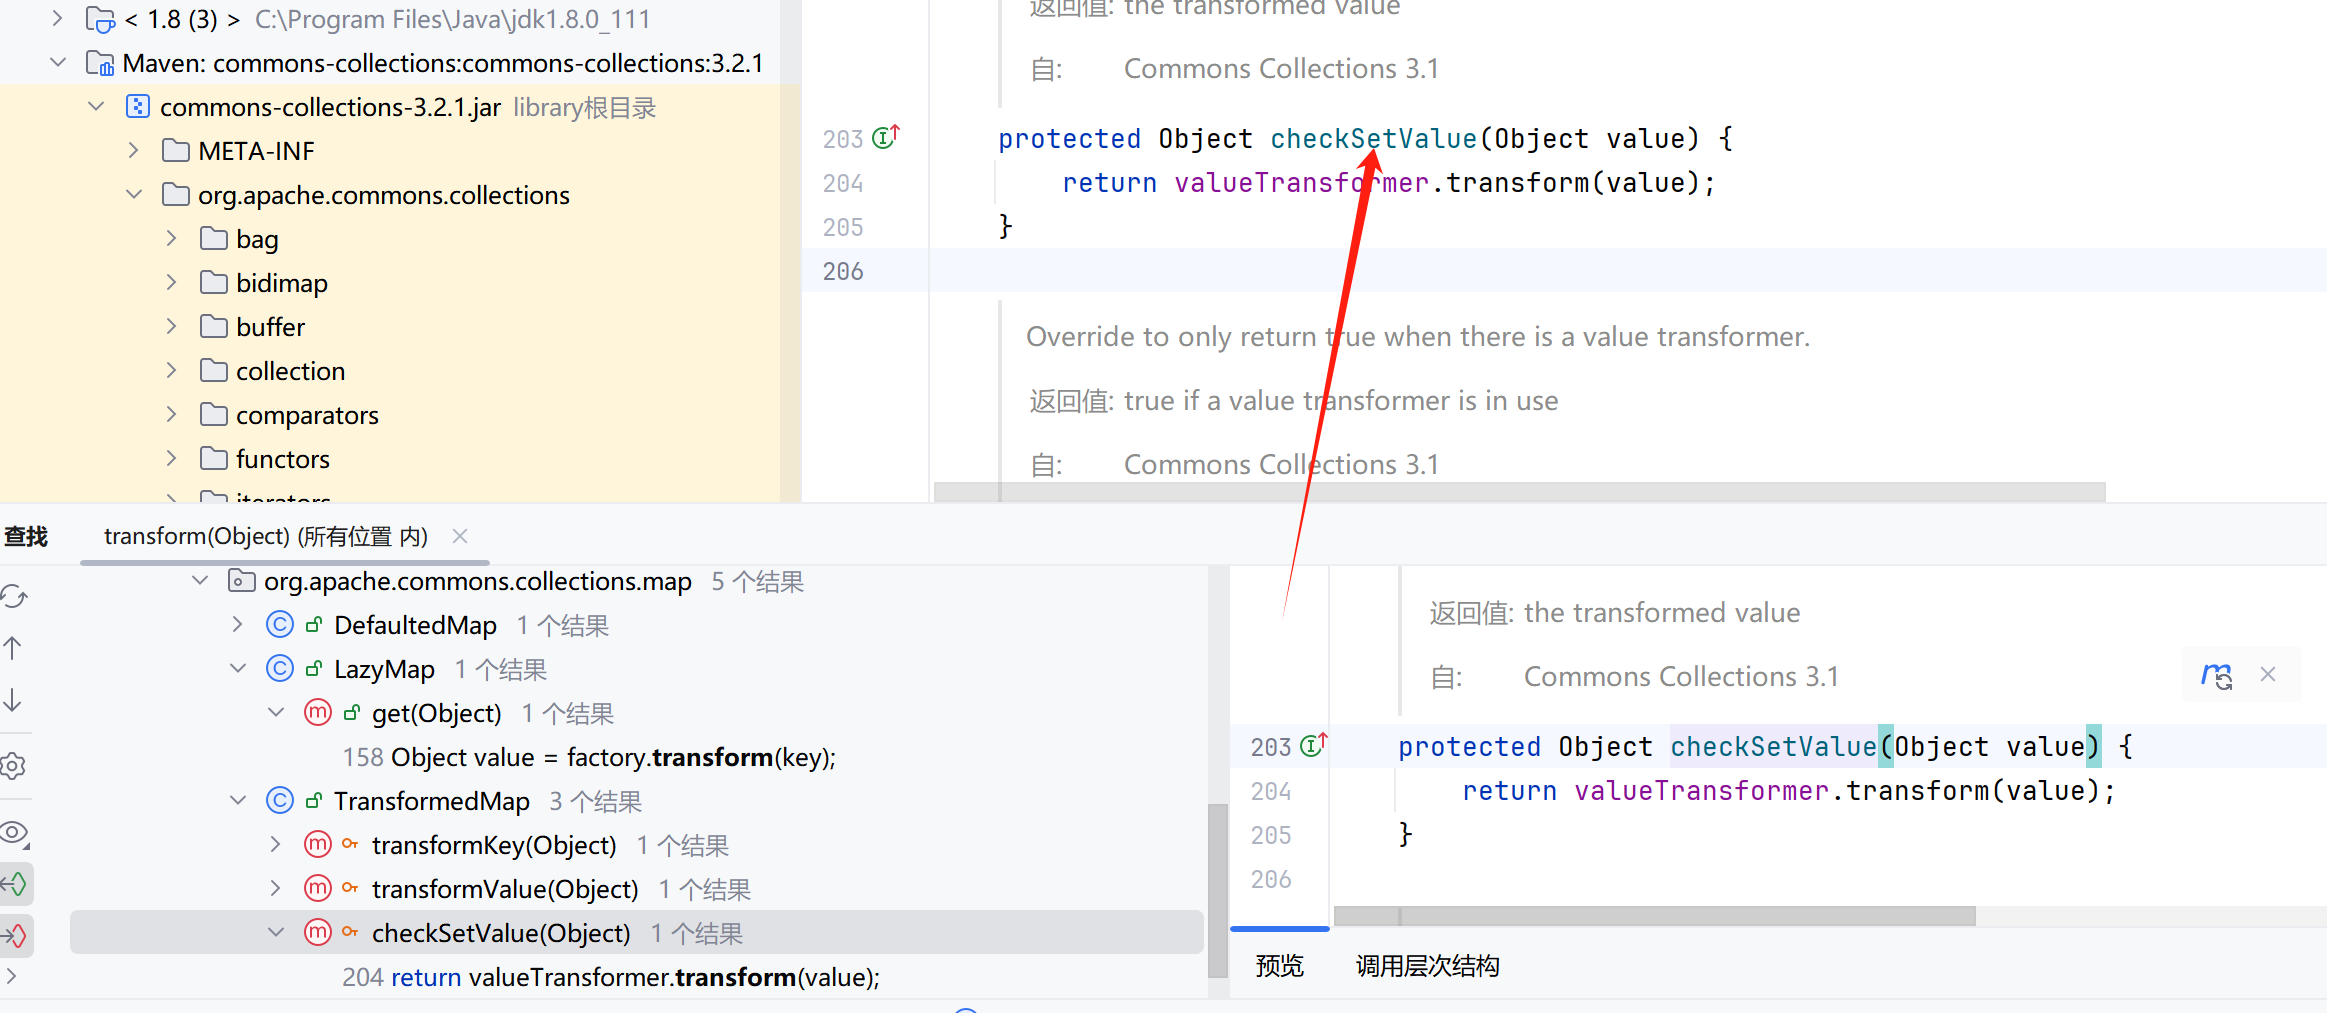 < 1.8 (3) > C:\Program Files\Java\jdk1.8.0_111
Maven: commons-collections:commons-collections:3.2.1
commons-collections-3.2.1.jar library根目录
META-INF
org.apache.commons.collections
bag
bidimap
buffer
collection
comparators
functors
iterators
返回值: the transformed value
自: Commons Collections 3.1
203 protected Object checkSetValue(Object value) {
204 return valueTransformer.transform(value);
205 }
206
Override to only return true when there is a value transformer.
返回值: true if a value transformer is in use
自: Commons Collections 3.1
查找 transform(Object) (所有位置 内)
org.apache.commons.collections.map 5 个结果
DefaultedMap 1 个结果
LazyMap 1 个结果
get(Object) 1 个结果
158 Object value = factory.transform(key);
TransformedMap 3 个结果
transformKey(Object) 1 个结果
transformValue(Object) 1 个结果
checkSetValue(Object) 1 个结果
204 return valueTransformer.transform(value);
返回值: the transformed value
自: Commons Collections 3.1
203 protected Object checkSetValue(Object value) {
204 return valueTransformer.transform(value);
205 }
206
预览 调用层次结构